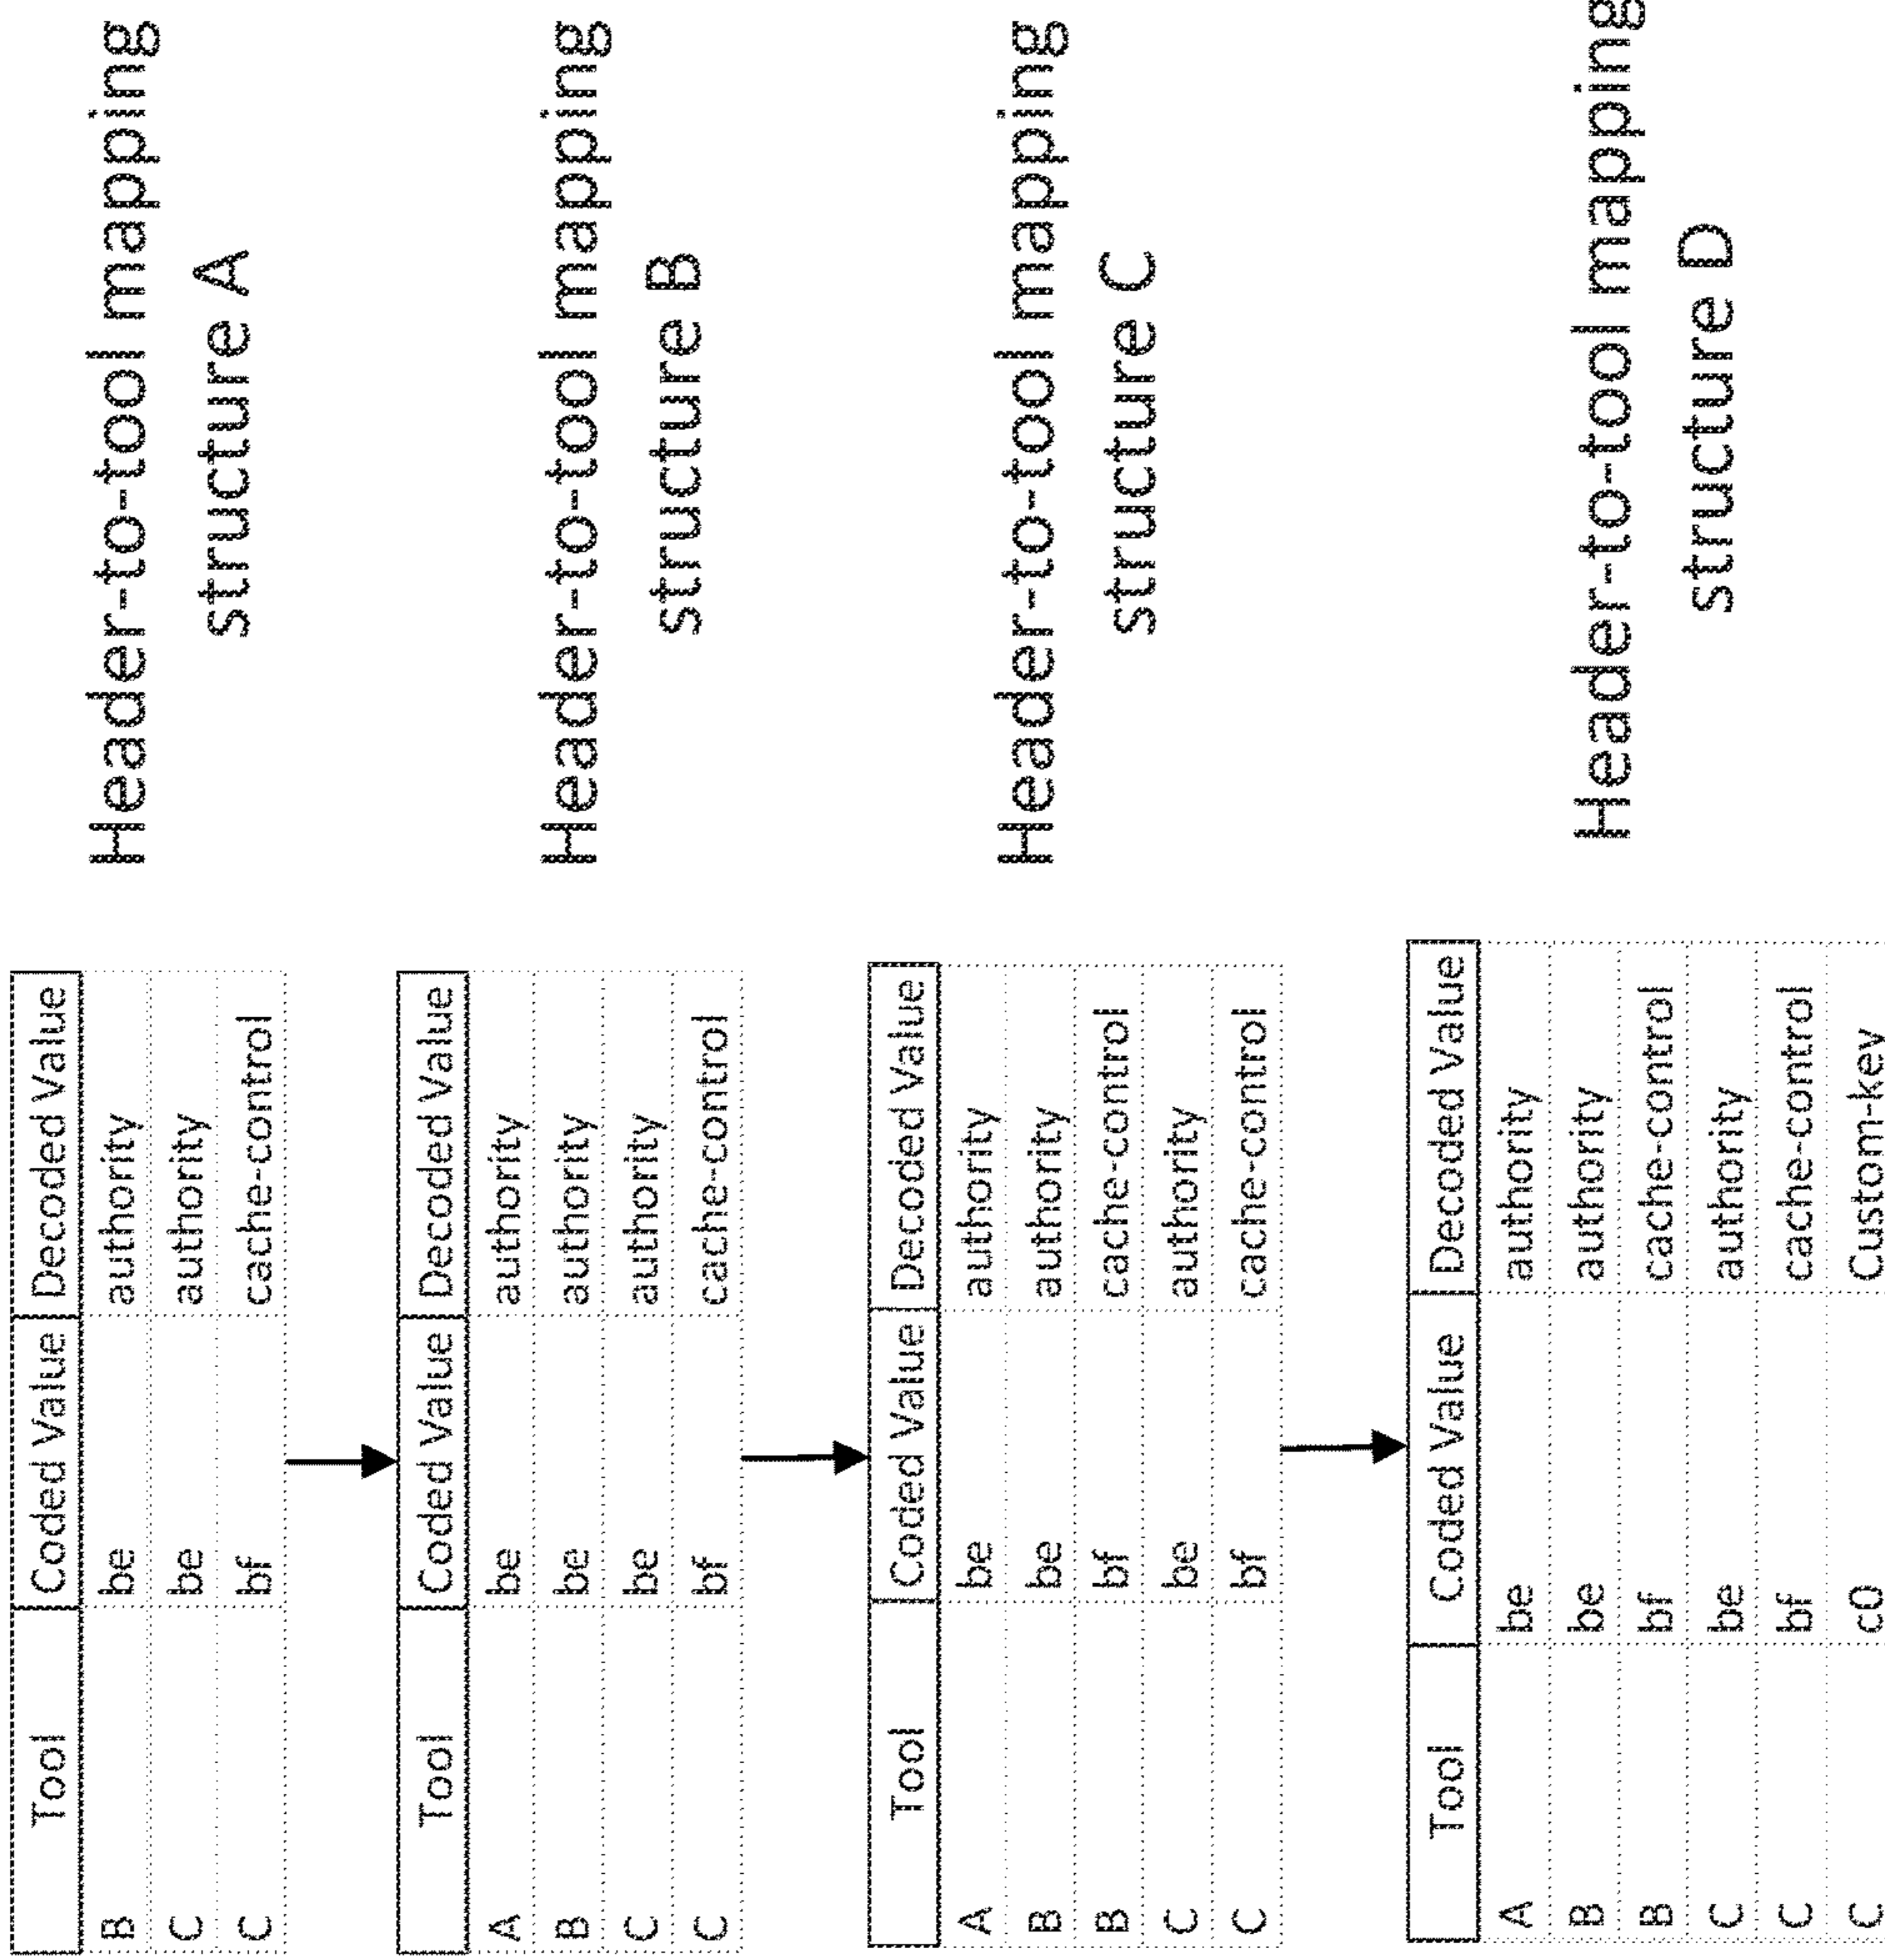 Tool Coded Value Decoded Value
B be authority
C be authority
C bf cache-control
Header-to-tool mapping
structure A
Tool Coded Value Decoded Value
A be authority
B be authority
C be authority
C bf cache-control
Header-to-tool mapping
structure B
Tool Coded Value Decoded Value
A be authority
B be authority
B bf cache-control
C be authority
C bf cache-control
Header-to-tool mapping
structure C
Tool Coded Value Decoded Value
A be authority
B be authority
B bf cache-control
C be authority
C bf cache-control
C c0 Custom-key
Header-to-tool mapping
structure D